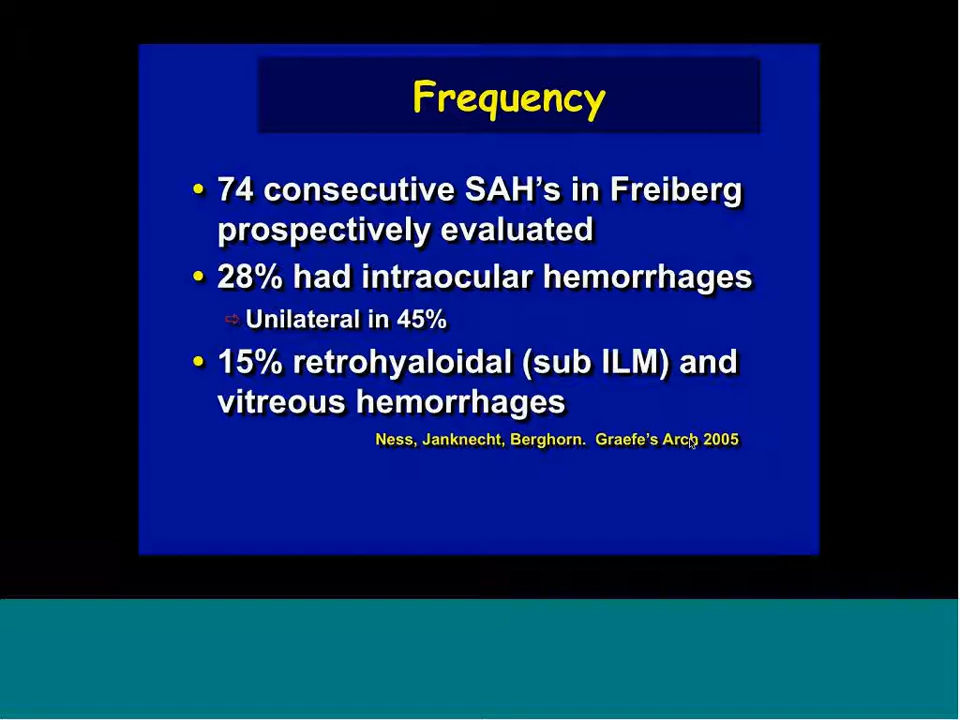 Frequency
• 74 consecutive SAH's in Freiberg
prospectively evaluated
• 28% had intraocular hemorrhages
⇨ Unilateral in 45%
• 15% retrohyaloidal (sub ILM) and
vitreous hemorrhages
Ness, Janknecht, Berghorn. Graefe's Arch 2005